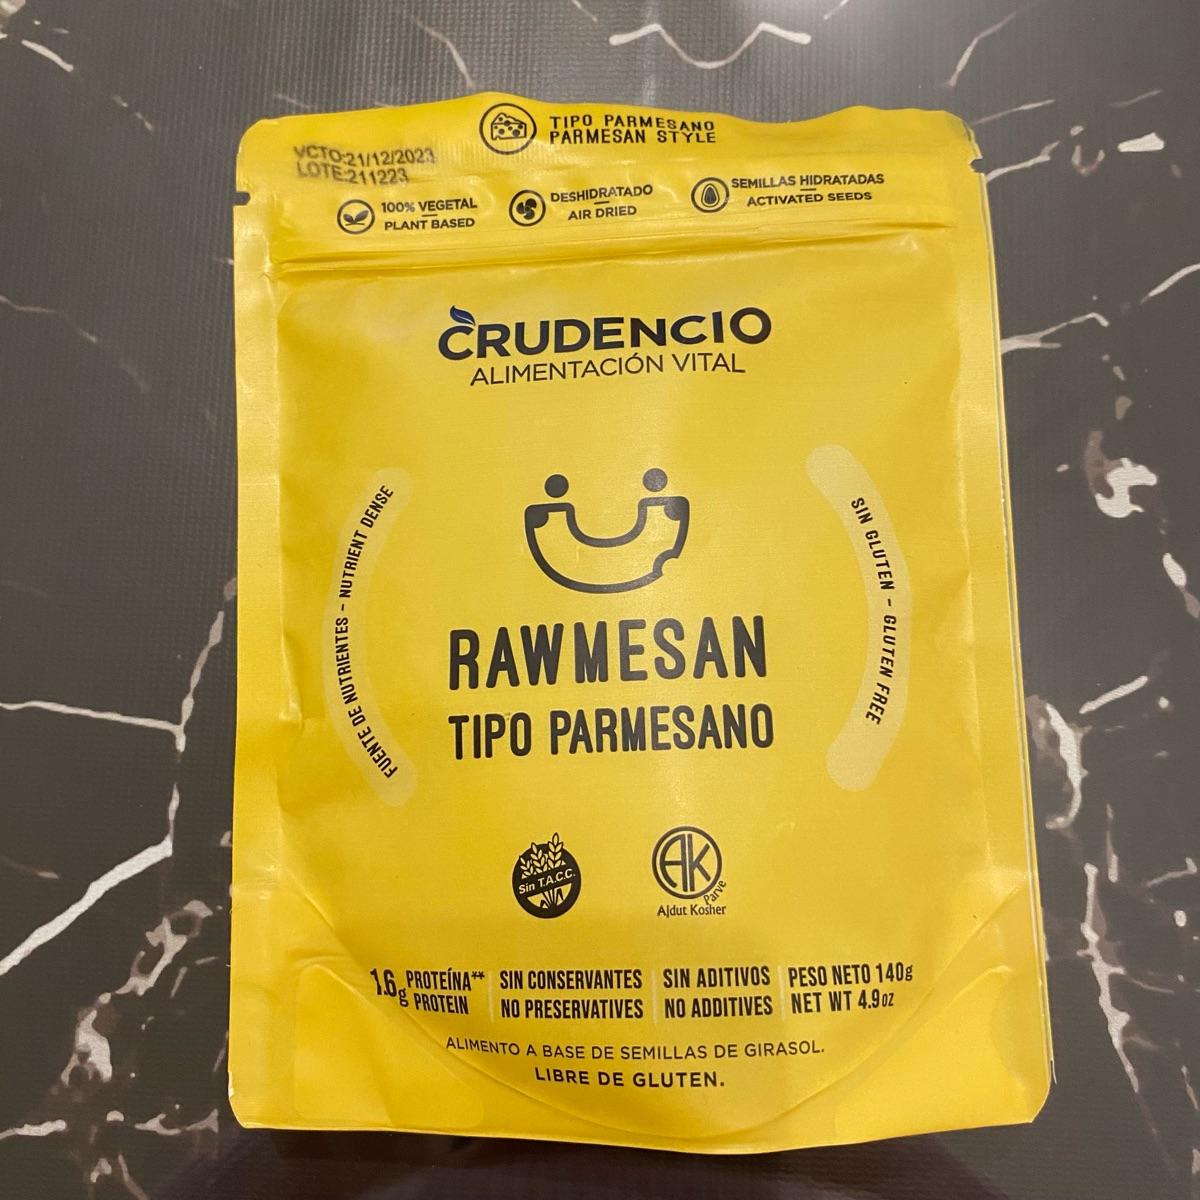 TIPO PARMESANO
PARMESAN STYLE
VCTO:21/12/2023
LOTE:211223
100% VEGETAL
PLANT BASED
DESHIDRATADO
AIR DRIED
SEMILLAS HIDRATADAS
ACTIVATED SEEDS
CRUDENCIO
ALIMENTACIÓN VITAL
FUENTE DE NUTRIENTES - NUTRIENT DENSE
SIN GLUTEN - GLUTEN FREE
RAWMESAN
TIPO PARMESANO
Sin T.A.C.C.
AK
Parve
Ajdut Kosher
1.6g PROTEÍNA**
PROTEIN
SIN CONSERVANTES
NO PRESERVATIVES
SIN ADITIVOS
NO ADDITIVES
PESO NETO 140g
NET WT 4.9oz
ALIMENTO A BASE DE SEMILLAS DE GIRASOL.
LIBRE DE GLUTEN.